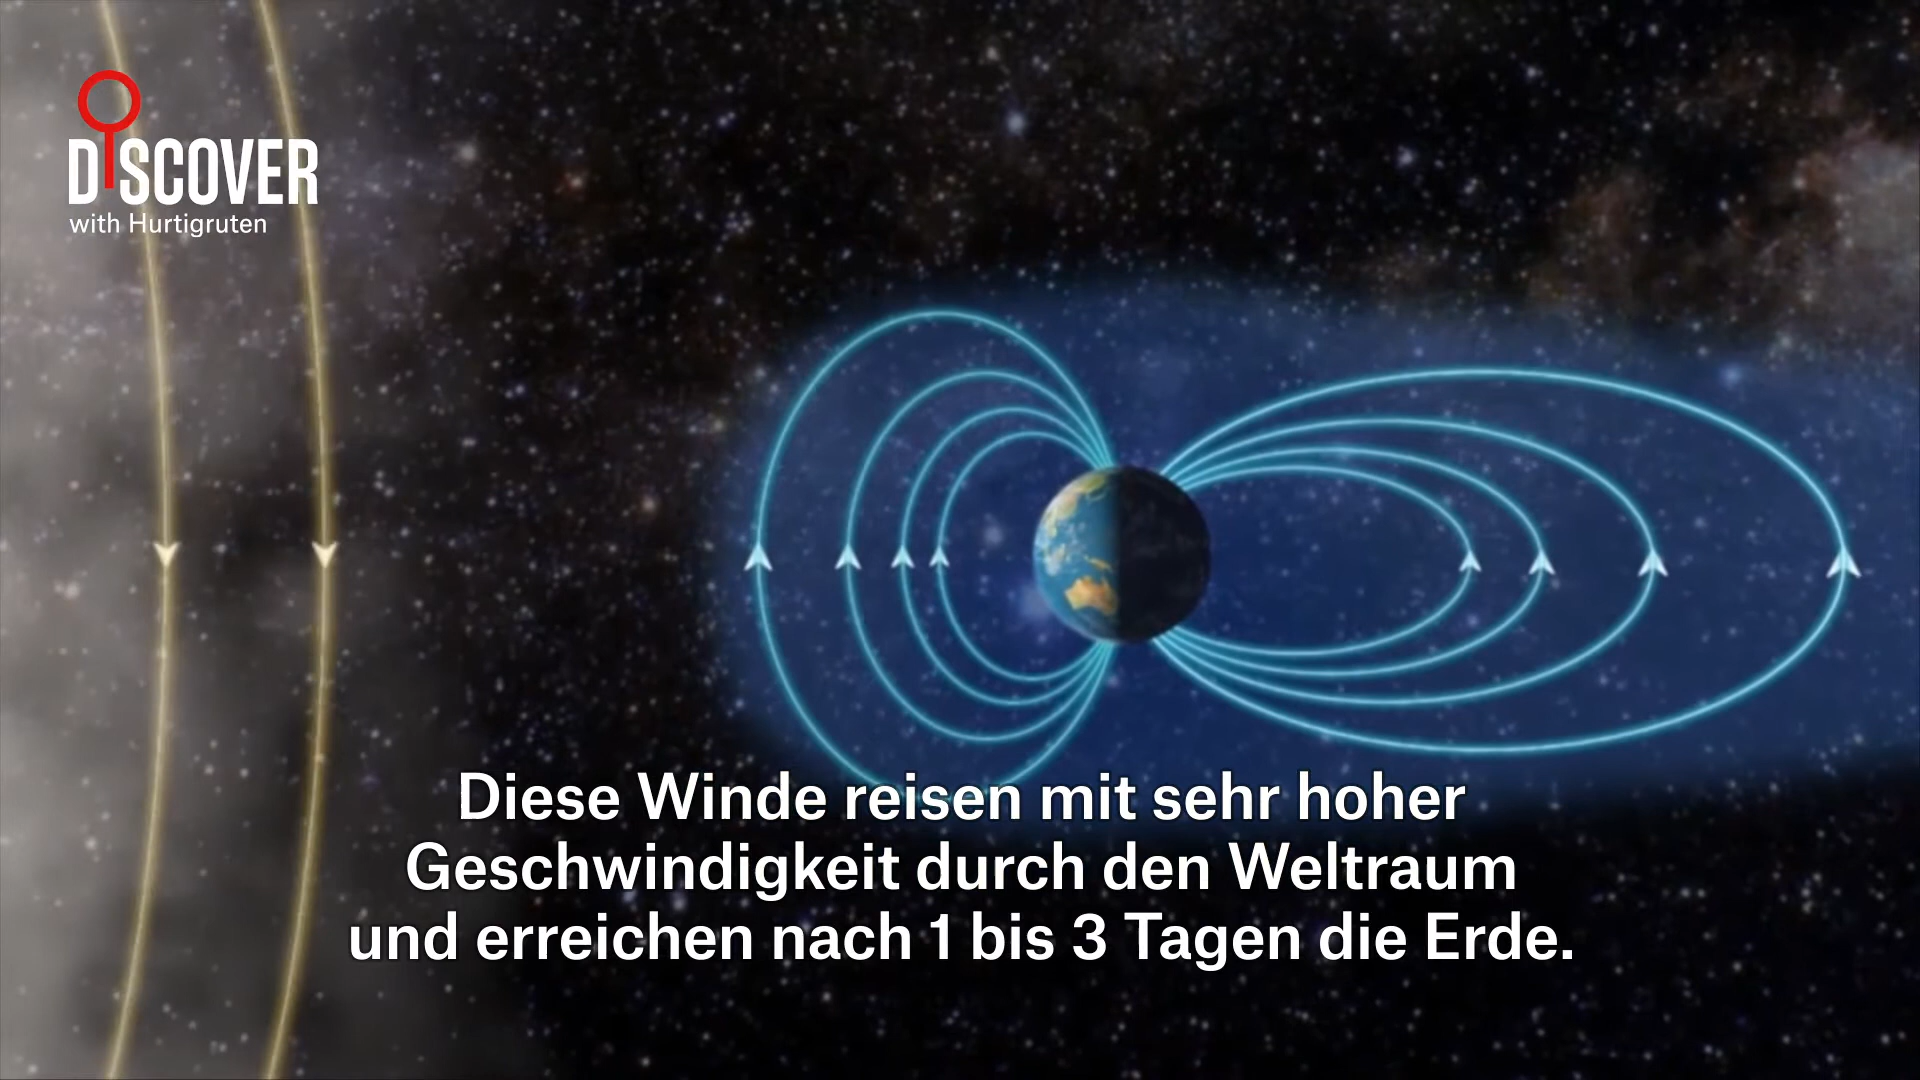 DISCOVER
with Hurtigruten
Diese Winde reisen mit sehr hoher
Geschwindigkeit durch den Weltraum
und erreichen nach 1 bis 3 Tagen die Erde.